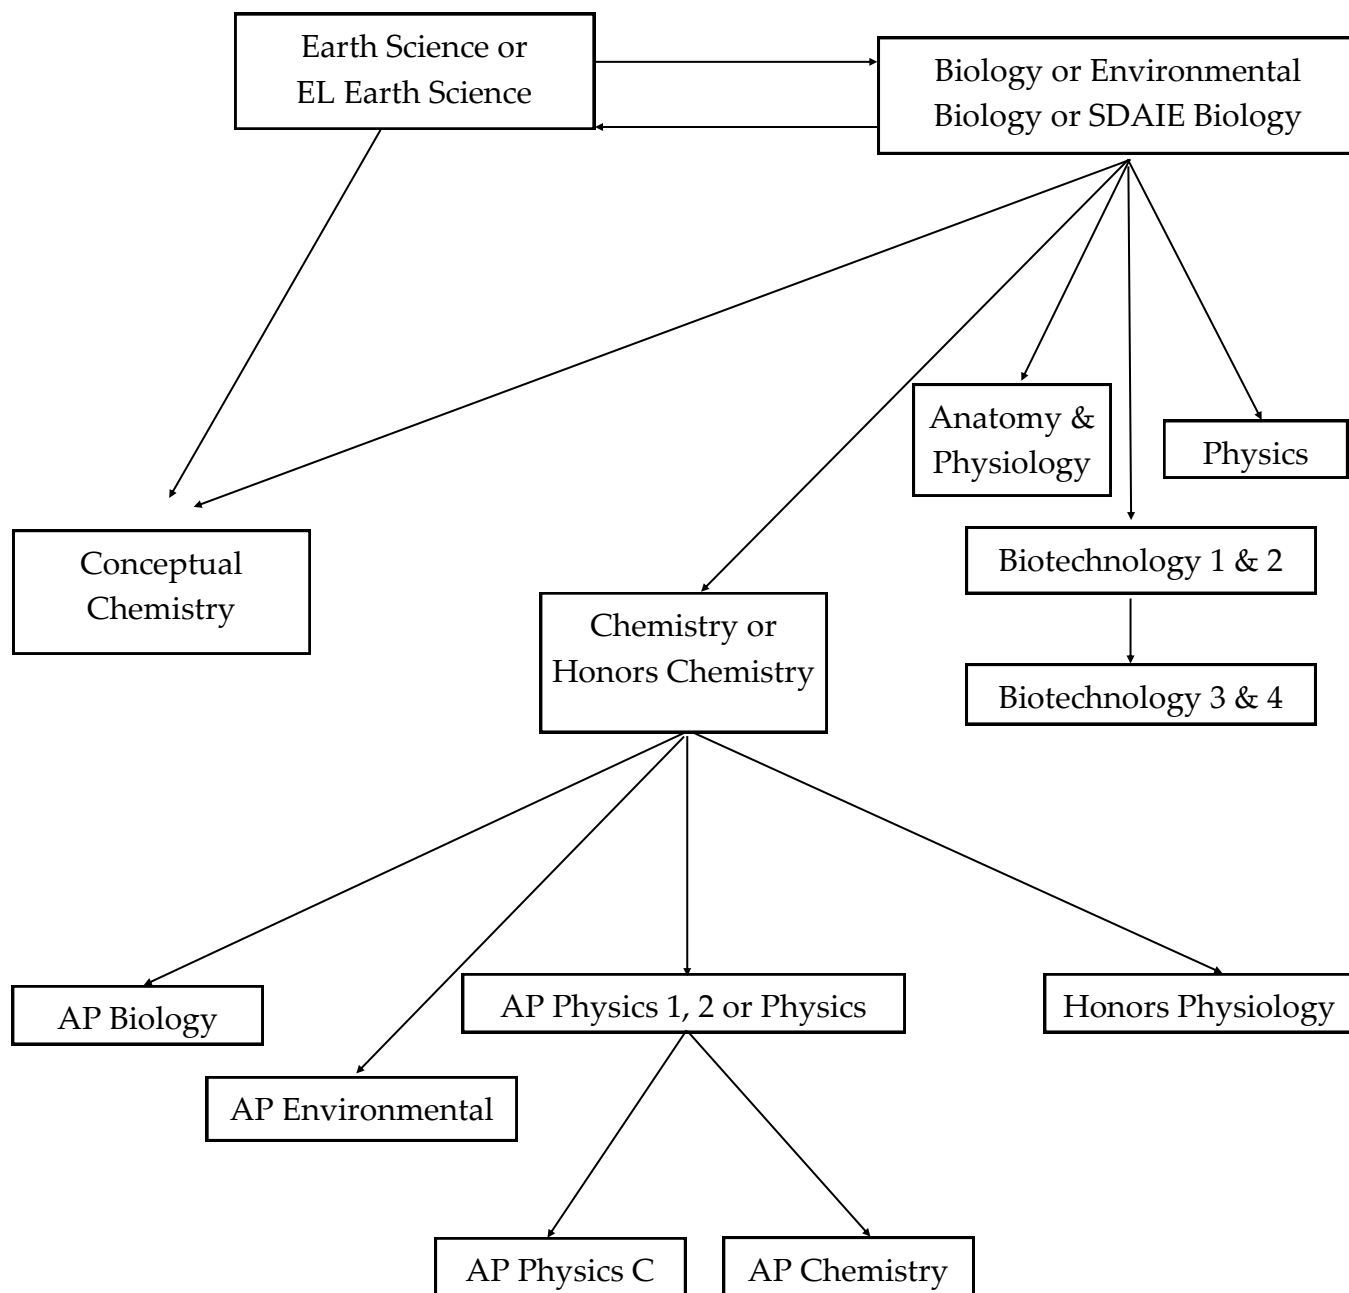 Earth Science or
EL Earth Science
Biology or Environmental
Biology or SDAIE Biology
Anatomy &
Physiology
Physics
Conceptual
Chemistry
Biotechnology 1 & 2
Chemistry or
Honors Chemistry
Biotechnology 3 & 4
AP Biology
AP Physics 1, 2 or Physics
Honors Physiology
AP Environmental
AP Physics C
AP Chemistry